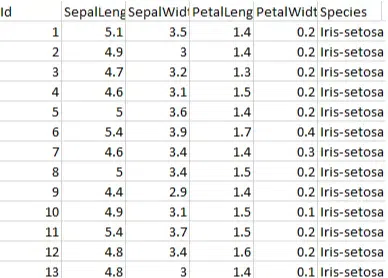 Id SepalLeng SepalWidt PetalLeng PetalWidt Species
1 5.1 3.5 1.4 0.2 Iris-setosa
2 4.9 3 1.4 0.2 Iris-setosa
3 4.7 3.2 1.3 0.2 Iris-setosa
4 4.6 3.1 1.5 0.2 Iris-setosa
5 5 3.6 1.4 0.2 Iris-setosa
6 5.4 3.9 1.7 0.4 Iris-setosa
7 4.6 3.4 1.4 0.3 Iris-setosa
8 5 3.4 1.5 0.2 Iris-setosa
9 4.4 2.9 1.4 0.2 Iris-setosa
10 4.9 3.1 1.5 0.1 Iris-setosa
11 5.4 3.7 1.5 0.2 Iris-setosa
12 4.8 3.4 1.6 0.2 Iris-setosa
13 4.8 3 1.4 0.1 Iris-setosa